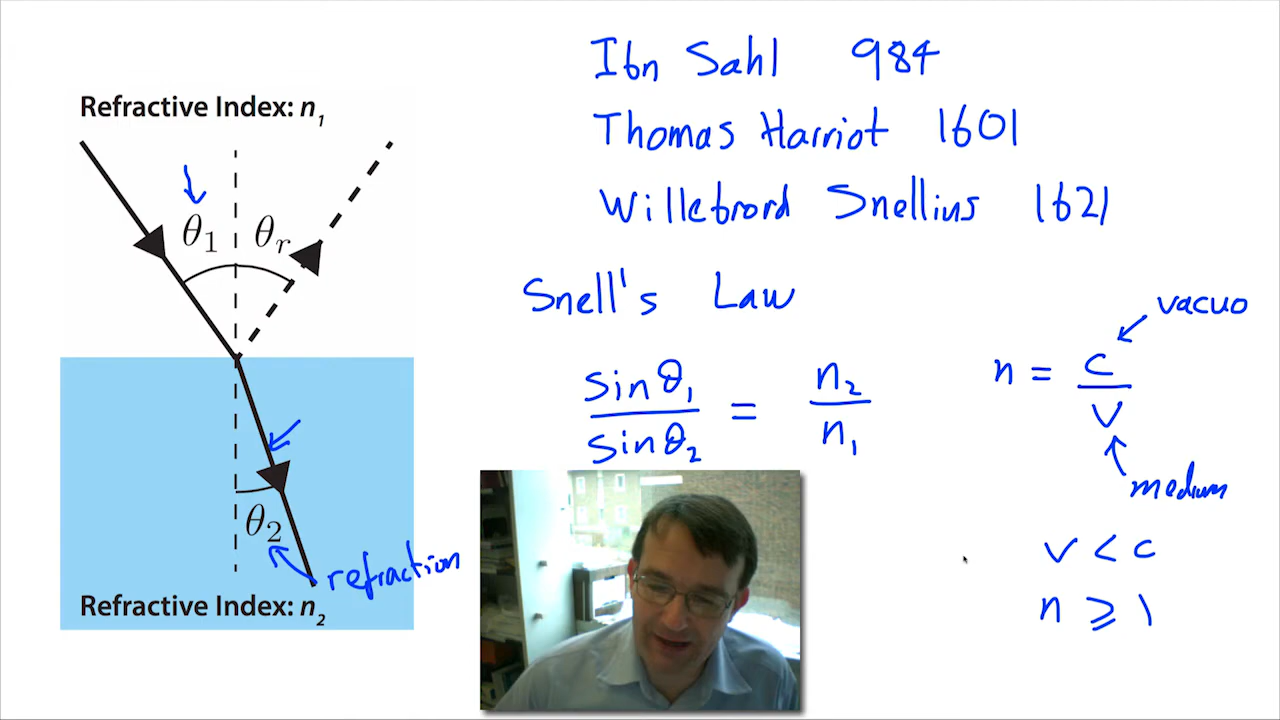 Refractive Index: n1
θ1
θr
θ2
refraction
Refractive Index: n2
Ibn Sahl 984
Thomas Harriot 1601
Willebrord Snellius 1621
Snell's Law
sinθ1 / sinθ2 = n2 / n1
vacuo
n = c / v
medium
v < c
n ⩾ 1